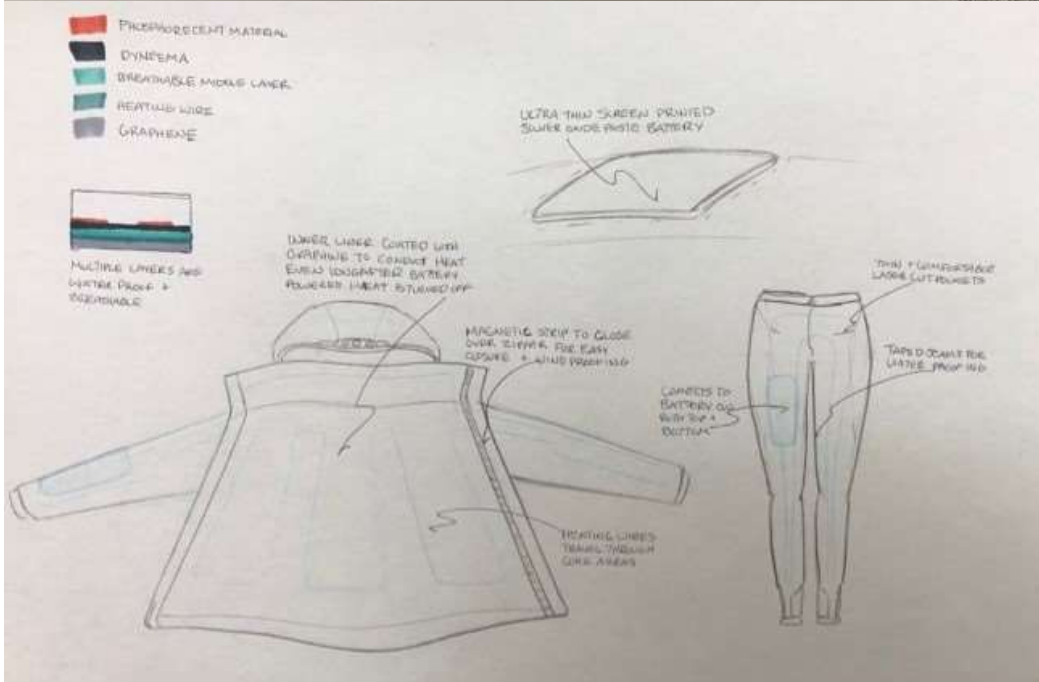 PHOSPHORECENT MATERIAL
DYNEEMA
BREATHABLE MIDDLE LAYER
HEATING WIRE
GRAPHENE
MULTIPLE LAYERS ARE
WATER PROOF +
BREATHABLE
ULTRA THIN SCREEN PRINTED
SILVER OXIDE PASTE BATTERY
INNER LINER COATED WITH
GRAPHINE TO CONDUCT HEAT
EVEN LONG AFTER BATTERY
POWERED HEAT IS TURNED OFF
MAGNETIC STRIP TO CLOSE
OVER ZIPPER FOR EASY
CLOSURE + WIND PROOFING
HEATING WIRES
TRAVEL THROUGH
CORE AREAS
THIN + COMFORTABLE
LASER CUT POCKETS
TAPED SEAMS FOR
WATER PROOFING
CONNECTS TO
BATTERY ON
BOTH TOP +
BOTTOM